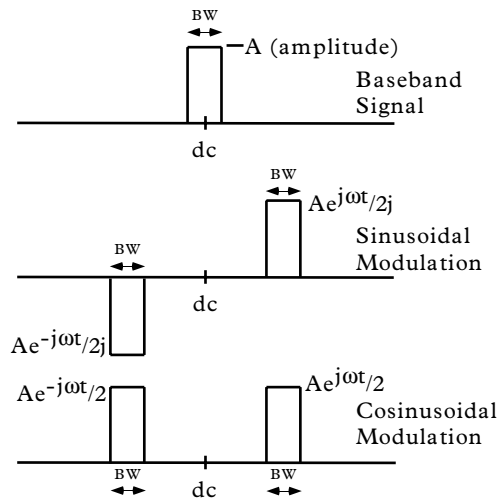 BW
A (amplitude)
Baseband
Signal
dc
BW
Ae^jωt/2j
Sinusoidal
Modulation
BW
dc
Ae^-jωt/2j
Ae^-jωt/2
Ae^jωt/2
Cosinusoidal
Modulation
BW
dc
BW